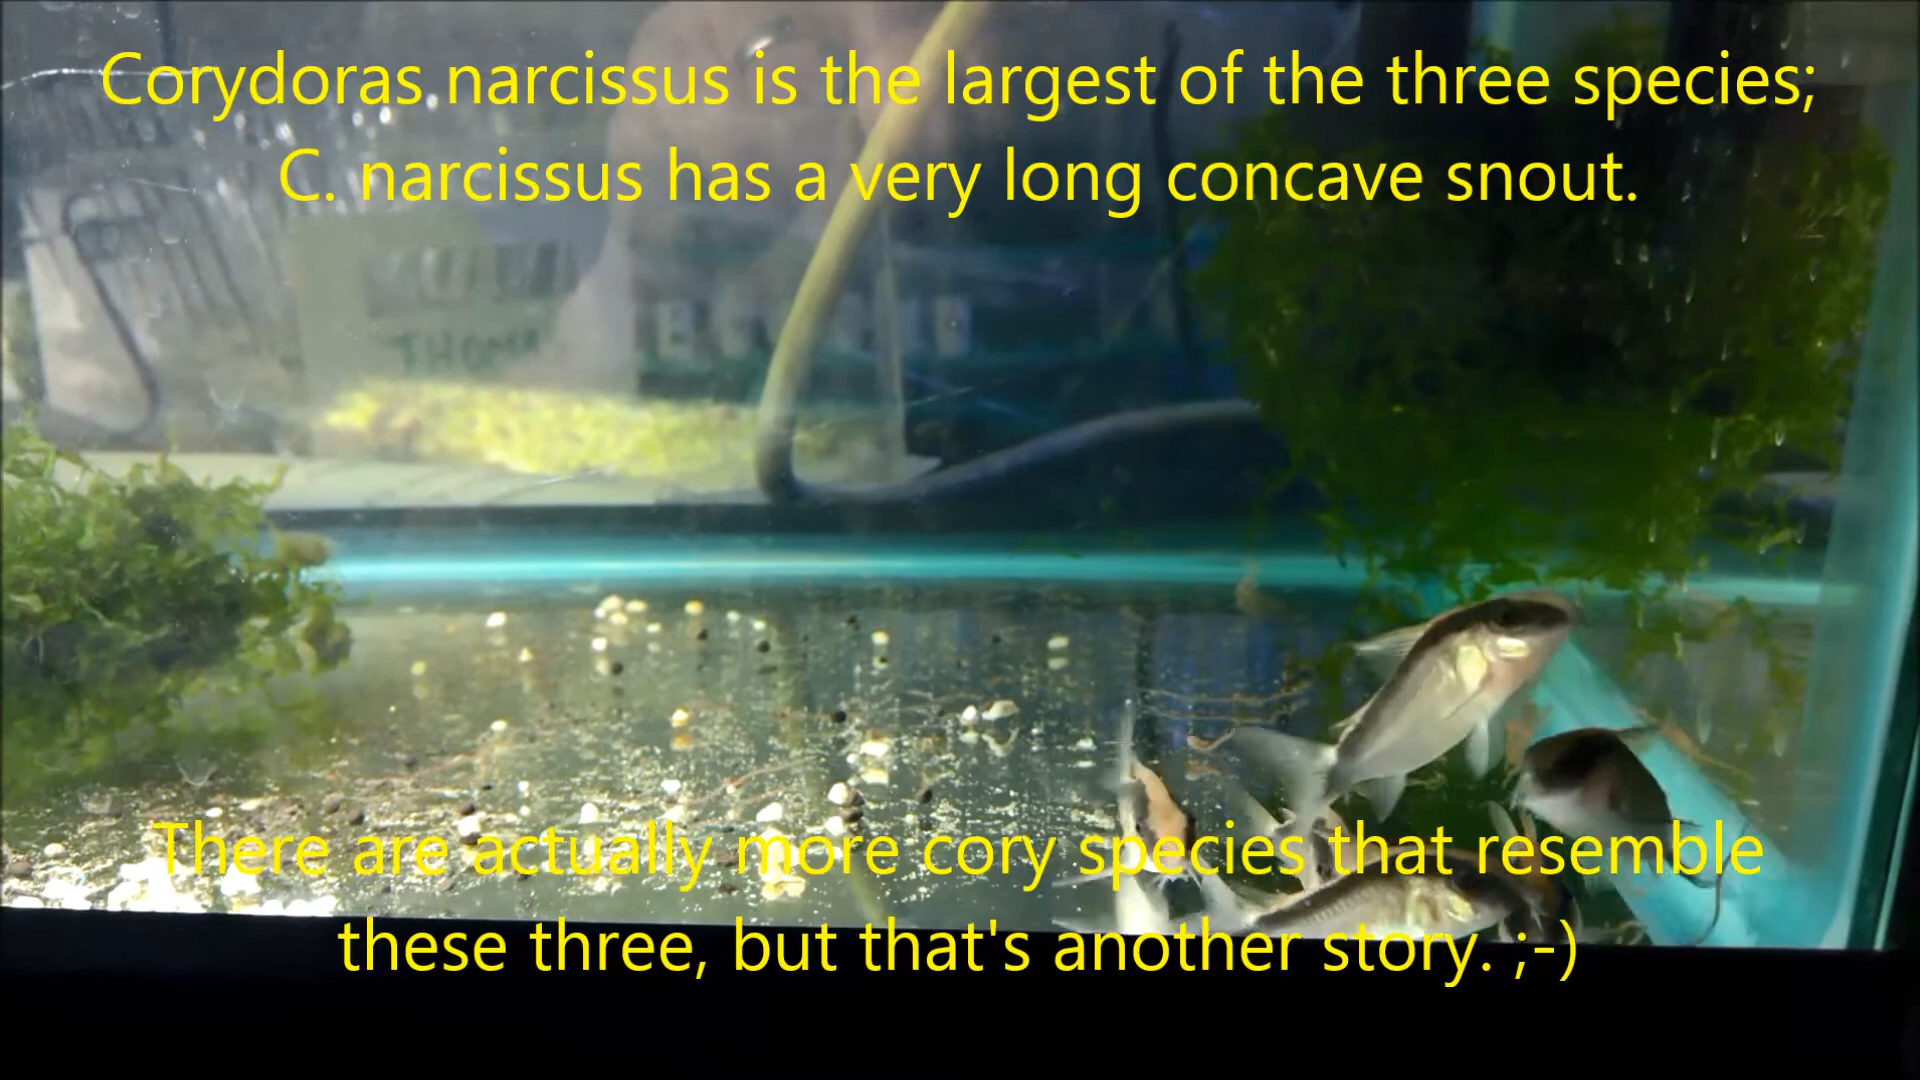 Corydoras narcissus is the largest of the three species;
C. narcissus has a very long concave snout.
There are actually more cory species that resemble
these three, but that's another story. ;-)